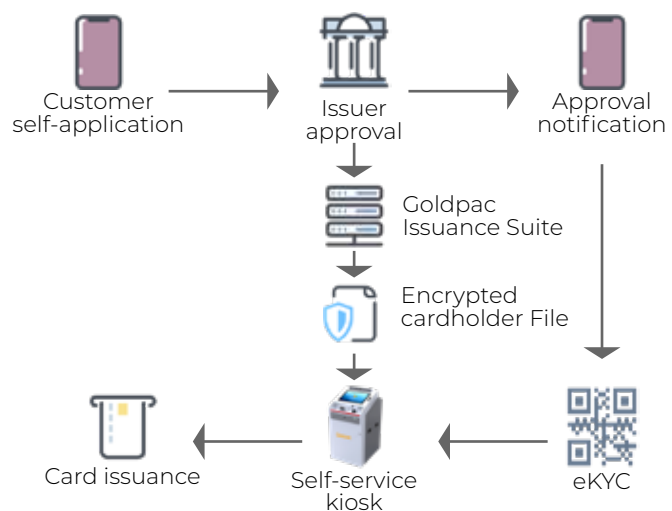 Customer
self-application
Issuer
approval
Approval
notification
Goldpac
Issuance Suite
Encrypted
cardholder File
Card issuance
Self-service
kiosk
eKYC